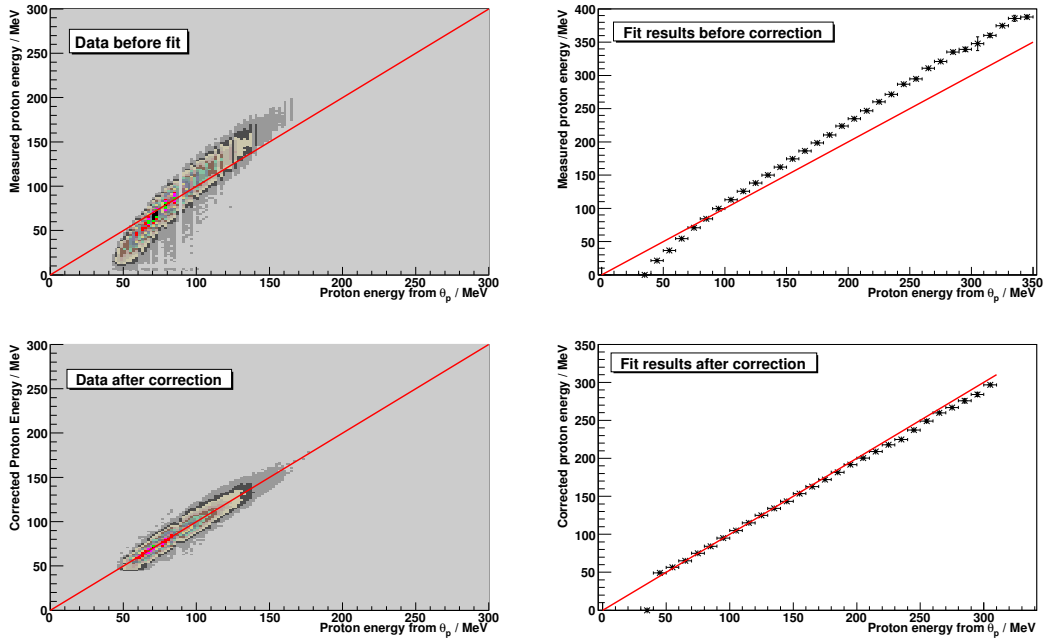 Data before fit
Measured proton energy / MeV
300
250
200
150
100
50
0
0 50 100 150 200 250 300
Proton energy from θp / MeV
Fit results before correction
Measured proton energy / MeV
400
350
300
250
200
150
100
50
0
0 50 100 150 200 250 300 350
Proton energy from θp / MeV
Data after correction
Corrected Proton Energy / MeV
300
250
200
150
100
50
0
0 50 100 150 200 250 300
Proton energy from θp / MeV
Fit results after correction
Corrected proton energy / MeV
350
300
250
200
150
100
50
0
0 50 100 150 200 250 300
Proton energy from θp / MeV